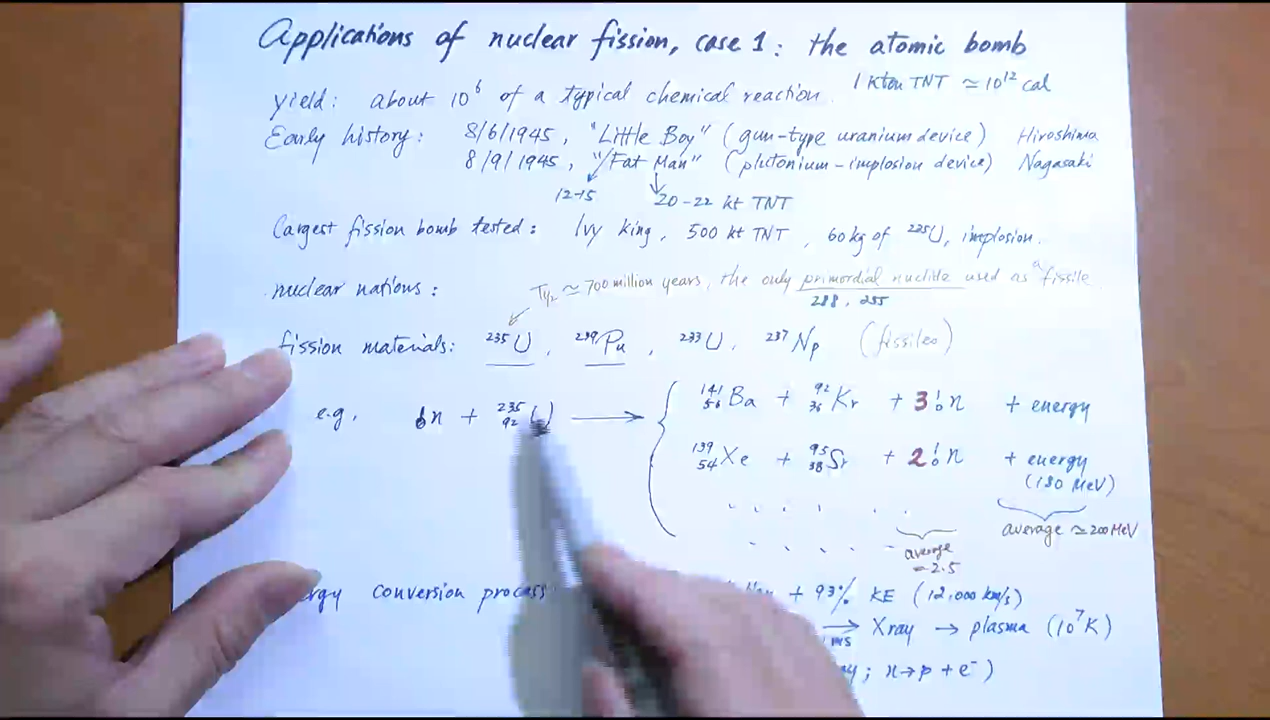 Applications of nuclear fission, case 1: the atomic bomb
yield: about 10⁶ of a typical chemical reaction. 1 kton TNT ≃ 10¹² cal
Early history: 8/6/1945, "Little Boy" (gun-type uranium device) Hiroshima
8/9/1945, "Fat Man" (plutonium-implosion device) Nagasaki
12-15 20-22 kt TNT
Largest fission bomb tested: Ivy king, 500 kt TNT, 60 kg of ²³⁵U, implosion.
nuclear nations: T½ ≃ 700 million years, the only primordial nuclide used as a fissile
fission materials: ²³⁵U, ²³⁹Pu, ²³³U, ²³⁷Np (fissiles)
e.g. n + ²³⁵₉₂U → { ¹⁴¹₅₆Ba + ⁹²₃₆Kr + 3 ¹₀n + energy
¹³⁹₅₄Xe + ⁹⁵₃₈Sr + 2 ¹₀n + energy
(180 MeV)
average ≃ 200 MeV
average = 2.5
conversion process + 93% KE (12,000 km/s)
→ Xray → plasma (10⁷K)
; n → p + e⁻)